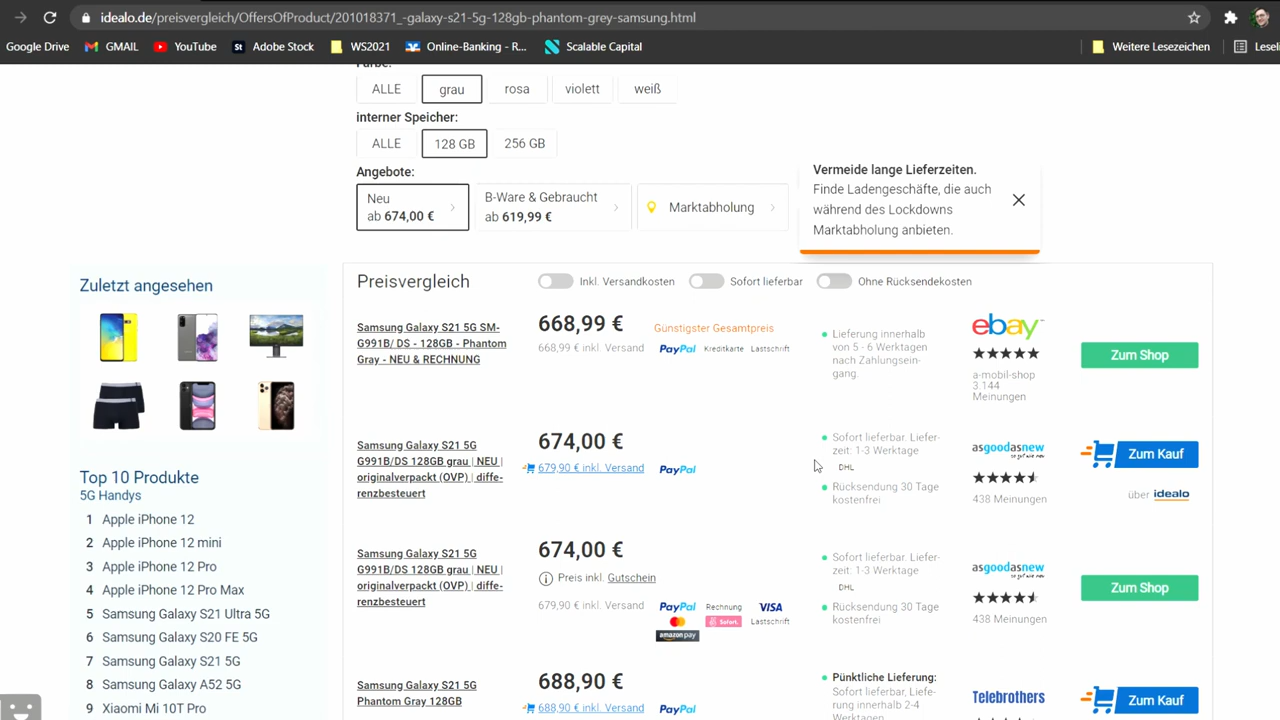 idealo.de/preisvergleich/OffersOfProduct/201018371_-galaxy-s21-5g-128gb-phantom-grey-samsung.html
Google Drive
GMAIL
YouTube
St
Adobe Stock
WS2021
Online-Banking - R...
Scalable Capital
Weitere Lesezeichen
Leseli
Farbe:
ALLE
grau
rosa
violett
weiß
interner Speicher:
ALLE
128 GB
256 GB
Angebote:
Neu
ab 674,00 €
B-Ware & Gebraucht
ab 619,99 €
Marktabholung
Vermeide lange Lieferzeiten.
Finde Ladengeschäfte, die auch
während des Lockdowns
Marktabholung anbieten.
Zuletzt angesehen
Top 10 Produkte
5G Handys
1 Apple iPhone 12
2 Apple iPhone 12 mini
3 Apple iPhone 12 Pro
4 Apple iPhone 12 Pro Max
5 Samsung Galaxy S21 Ultra 5G
6 Samsung Galaxy S20 FE 5G
7 Samsung Galaxy S21 5G
8 Samsung Galaxy A52 5G
9 Xiaomi Mi 10T Pro
Preisvergleich
Inkl. Versandkosten
Sofort lieferbar
Ohne Rücksendekosten
Samsung Galaxy S21 5G SM-
G991B/ DS - 128GB - Phantom
Gray - NEU & RECHNUNG
668,99 €
668,99 € inkl. Versand
Günstigster Gesamtpreis
PayPal Kreditkarte Lastschrift
Lieferung innerhalb
von 5 - 6 Werktagen
nach Zahlungsein-
gang.
ebay
a-mobil-shop
3.144
Meinungen
Zum Shop
Samsung Galaxy S21 5G
G991B/DS 128GB grau | NEU |
originalverpackt (OVP) | diffe-
renzbesteuert
674,00 €
679,90 € inkl. Versand
PayPal
Sofort lieferbar. Liefer-
zeit: 1-3 Werktage
DHL
Rücksendung 30 Tage
kostenfrei
asgoodasnew
438 Meinungen
Zum Kauf
über idealo
Samsung Galaxy S21 5G
G991B/DS 128GB grau | NEU |
originalverpackt (OVP) | diffe-
renzbesteuert
674,00 €
Preis inkl. Gutschein
679,90 € inkl. Versand
PayPal Rechnung VISA
Sofort. Lastschrift
amazon pay
Sofort lieferbar. Liefer-
zeit: 1-3 Werktage
DHL
Rücksendung 30 Tage
kostenfrei
asgoodasnew
438 Meinungen
Zum Shop
Samsung Galaxy S21 5G
Phantom Gray 128GB
688,90 €
688,90 € inkl. Versand
PayPal
Pünktliche Lieferung:
Sofort lieferbar, Liefe-
rung innerhalb 2-4
Werktagen
Telebrothers
Zum Kauf